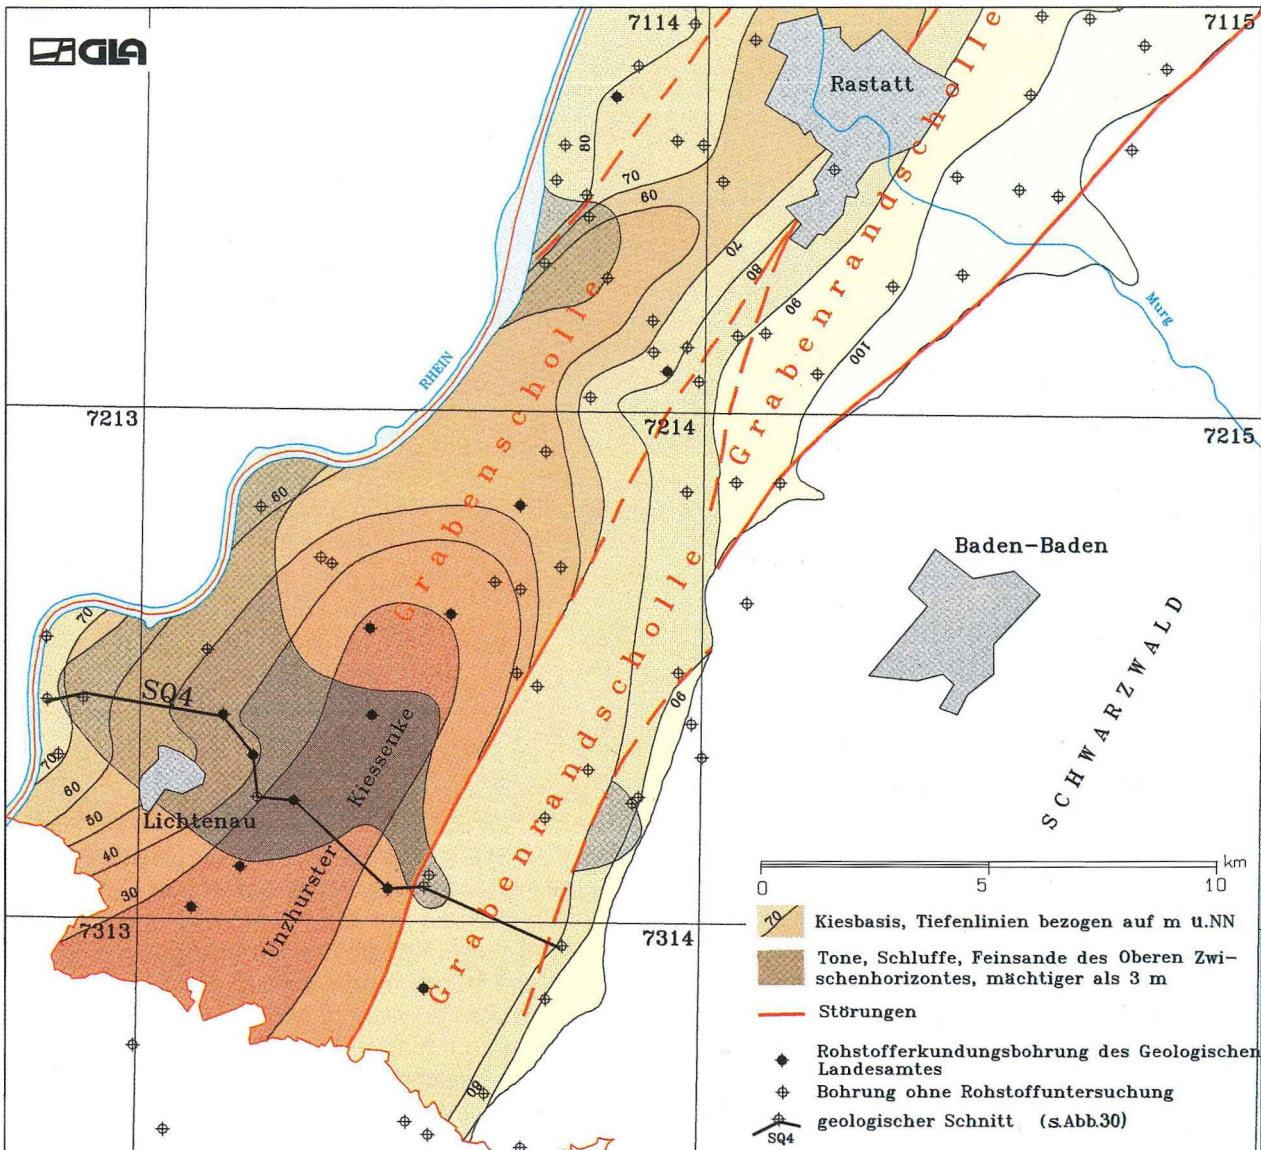 GLA
7114
7115
Rastatt
80
70
60
70
80
90
100
Murg
RHEIN
Grabenscholle
Grabenrandscholle
7213
7214
7215
60
70
Baden-Baden
SCHWARZWALD
SQ4
90
70
60
50
40
30
Lichtenau
Unzhurster Kiessenke
Grabenrandscholle
7313
7314
80
km
0 5 10
70 Kiesbasis, Tiefenlinien bezogen auf m ü.NN
Tone, Schluffe, Feinsande des Oberen Zwi-
schenhorizontes, mächtiger als 3 m
Störungen
Rohstofferkundungsbohrung des Geologischen
Landesamtes
Bohrung ohne Rohstoffuntersuchung
geologischer Schnitt (s.Abb.30)
SQ4